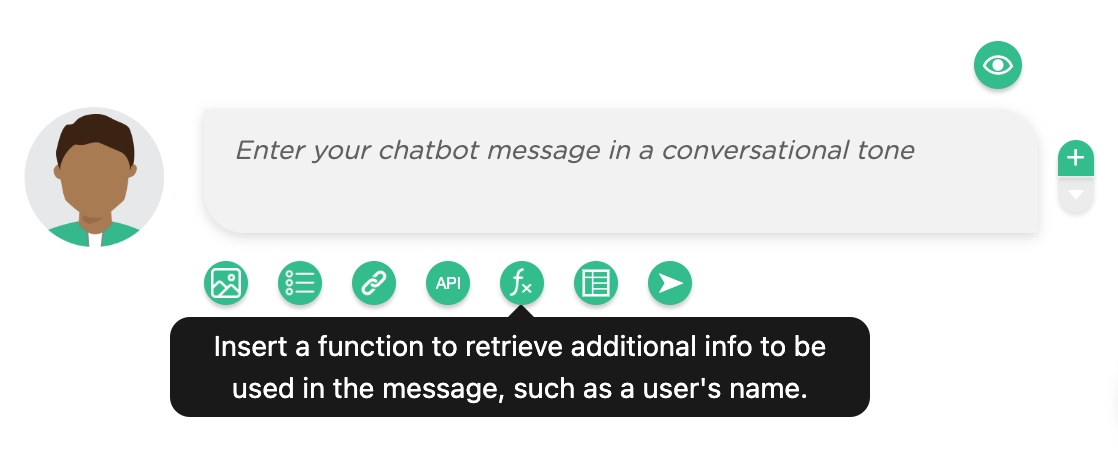 Enter your chatbot message in a conversational tone
API
fx
Insert a function to retrieve additional info to be
used in the message, such as a user's name.